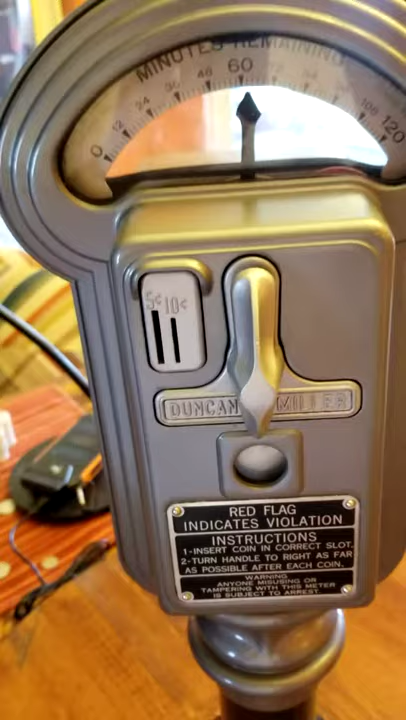 MINUTES REMAINING
0 12 24 36 48 60 72 84 108 120
5¢ 10¢
DUNCAN MILLER
RED FLAG
INDICATES VIOLATION
INSTRUCTIONS
1-INSERT COIN IN CORRECT SLOT.
2-TURN HANDLE TO RIGHT AS FAR
AS POSSIBLE AFTER EACH COIN.
WARNING
ANYONE MISUSING OR
TAMPERING WITH THIS METER
IS SUBJECT TO ARREST.